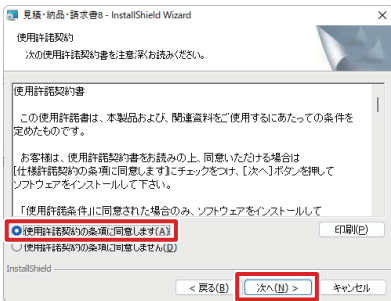 見積・納品・請求書8 - InstallShield Wizard
使用許諾契約
次の使用許諾契約書を注意深くお読みください。
使用許諾契約書
この使用許諾書は、本製品および、関連資料をご使用するにあたっての条件を
定めたものです。
お客様は、使用許諾契約書をお読みの上、同意いただける場合は
[仕様許諾契約の条項に同意します]にチェックをつけ、[次へ]ボタンを押して
ソフトウェアをインストールして下さい。
「使用許諾条件」に同意された場合のみ、ソフトウェアをインストールして
使用許諾契約の条項に同意します(A)
印刷(P)
使用許諾契約の条項に同意しません(D)
InstallShield
< 戻る(B)
次へ(N) >
キャンセル